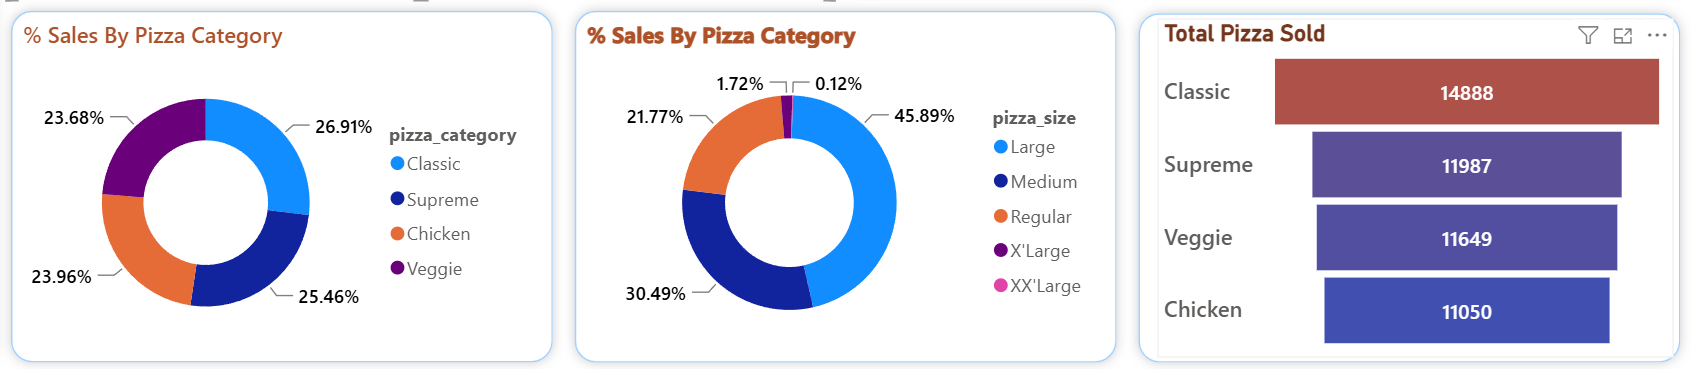 % Sales By Pizza Category
23.68%
26.91%
23.96%
25.46%
pizza_category
Classic
Supreme
Chicken
Veggie
% Sales By Pizza Category
1.72%
0.12%
21.77%
45.89%
30.49%
pizza_size
Large
Medium
Regular
X'Large
XX'Large
Total Pizza Sold
Classic 14888
Supreme 11987
Veggie 11649
Chicken 11050